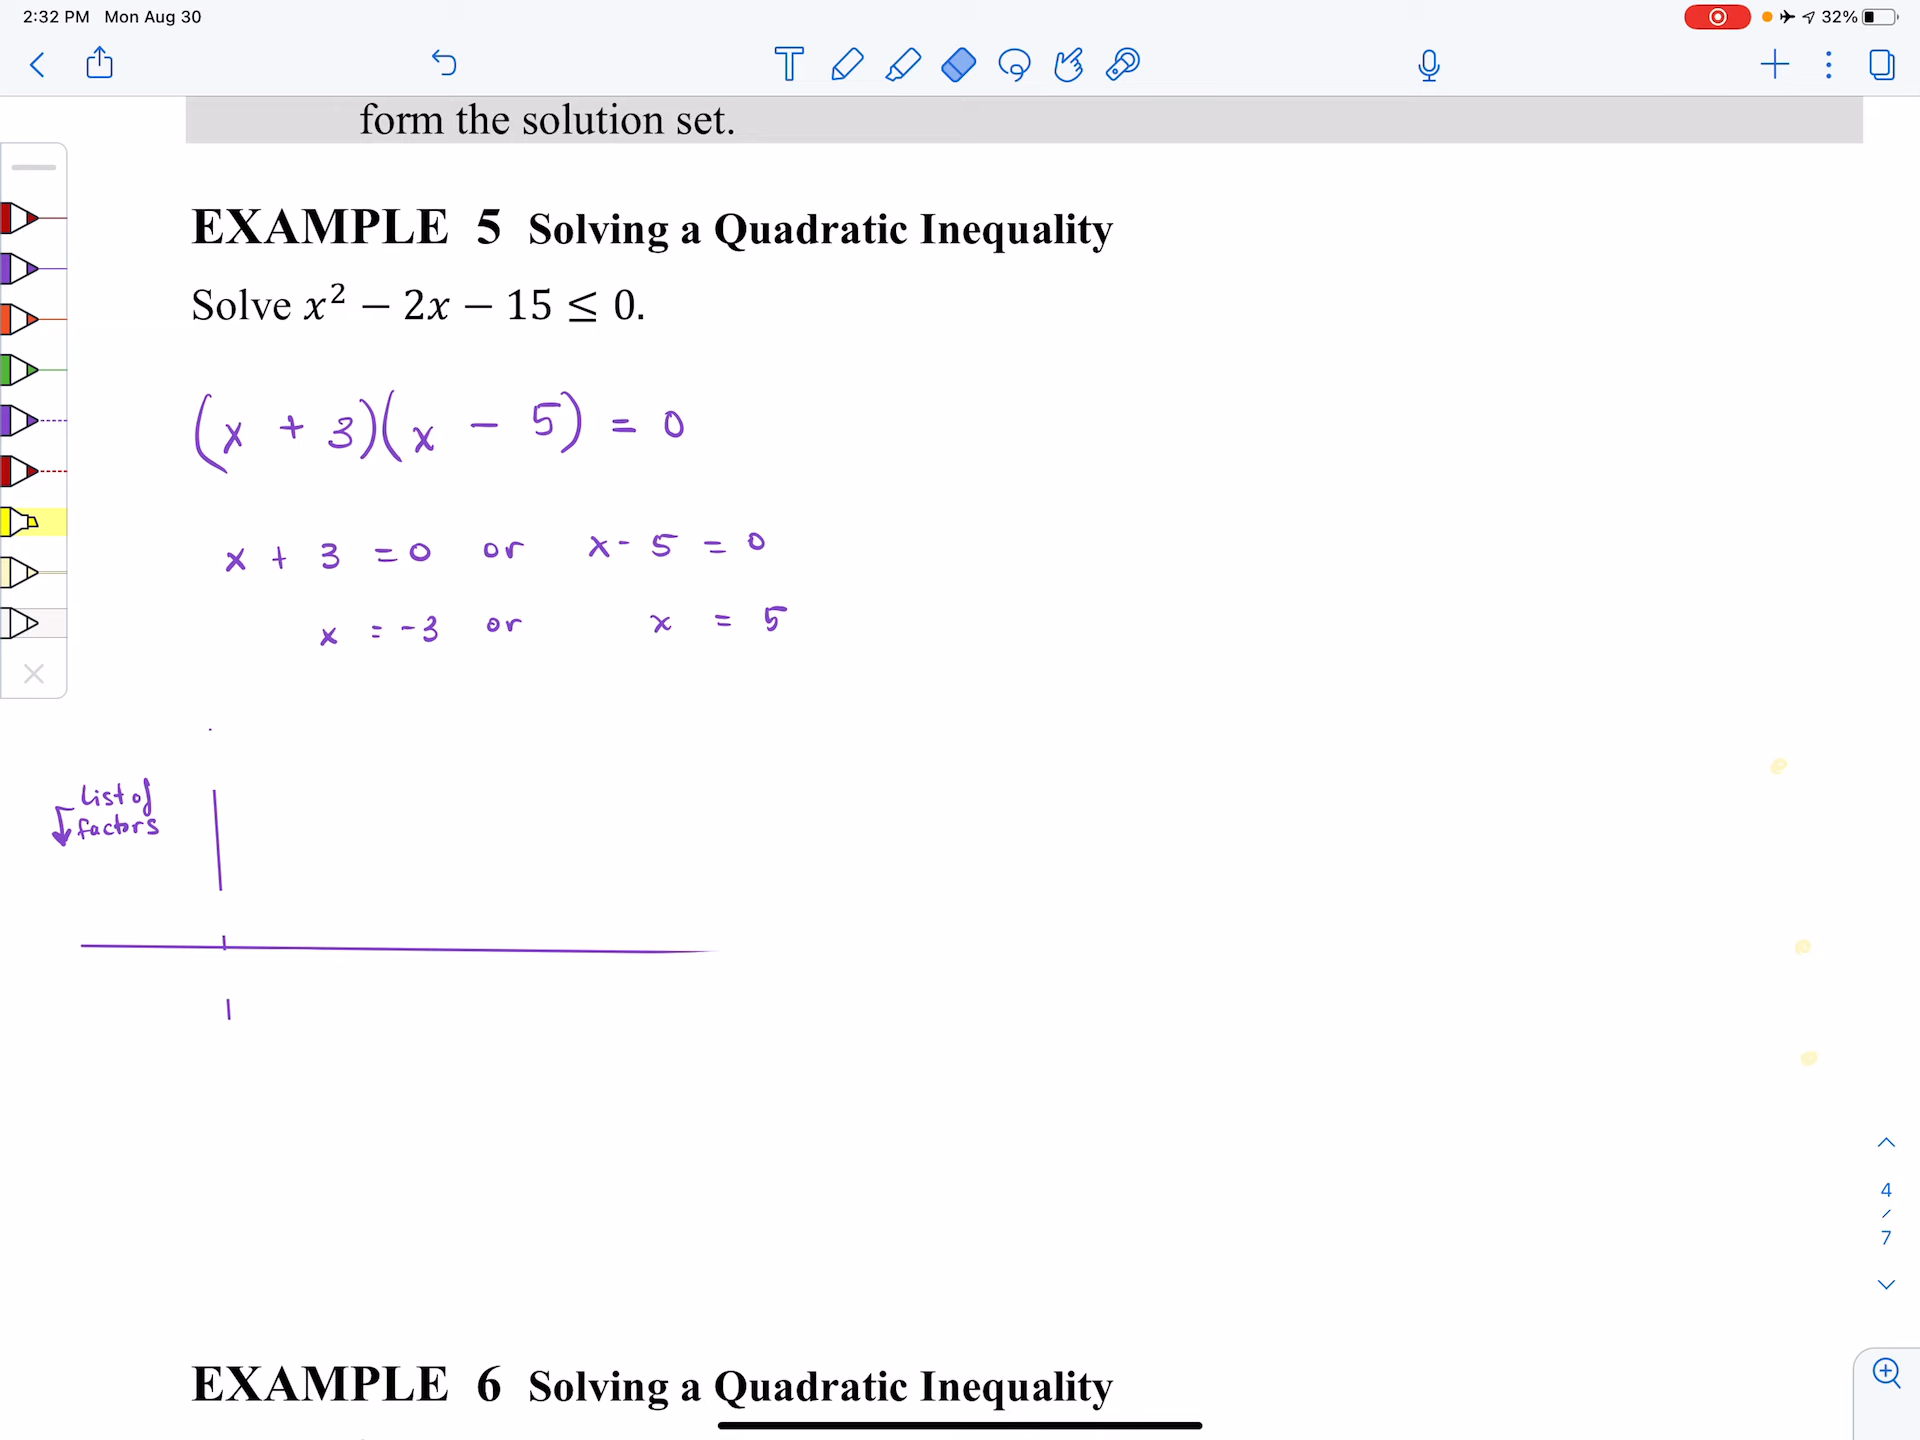 2:32 PM Mon Aug 30
32%
form the solution set.
EXAMPLE 5 Solving a Quadratic Inequality
Solve x² − 2x − 15 ≤ 0.
(x + 3)(x − 5) = 0
x + 3 = 0 or x - 5 = 0
x = -3 or x = 5
List of
factors
4
/
7
EXAMPLE 6 Solving a Quadratic Inequality